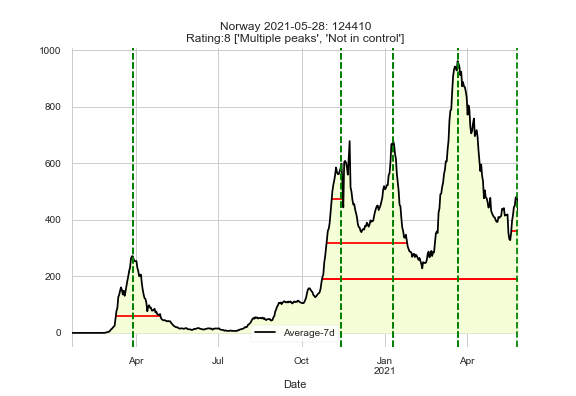 Norway 2021-05-28: 124410
Rating:8 ['Multiple peaks', 'Not in control']
1000
800
600
400
200
0
Average-7d
Apr
Jul
Oct
Jan
2021
Apr
Date